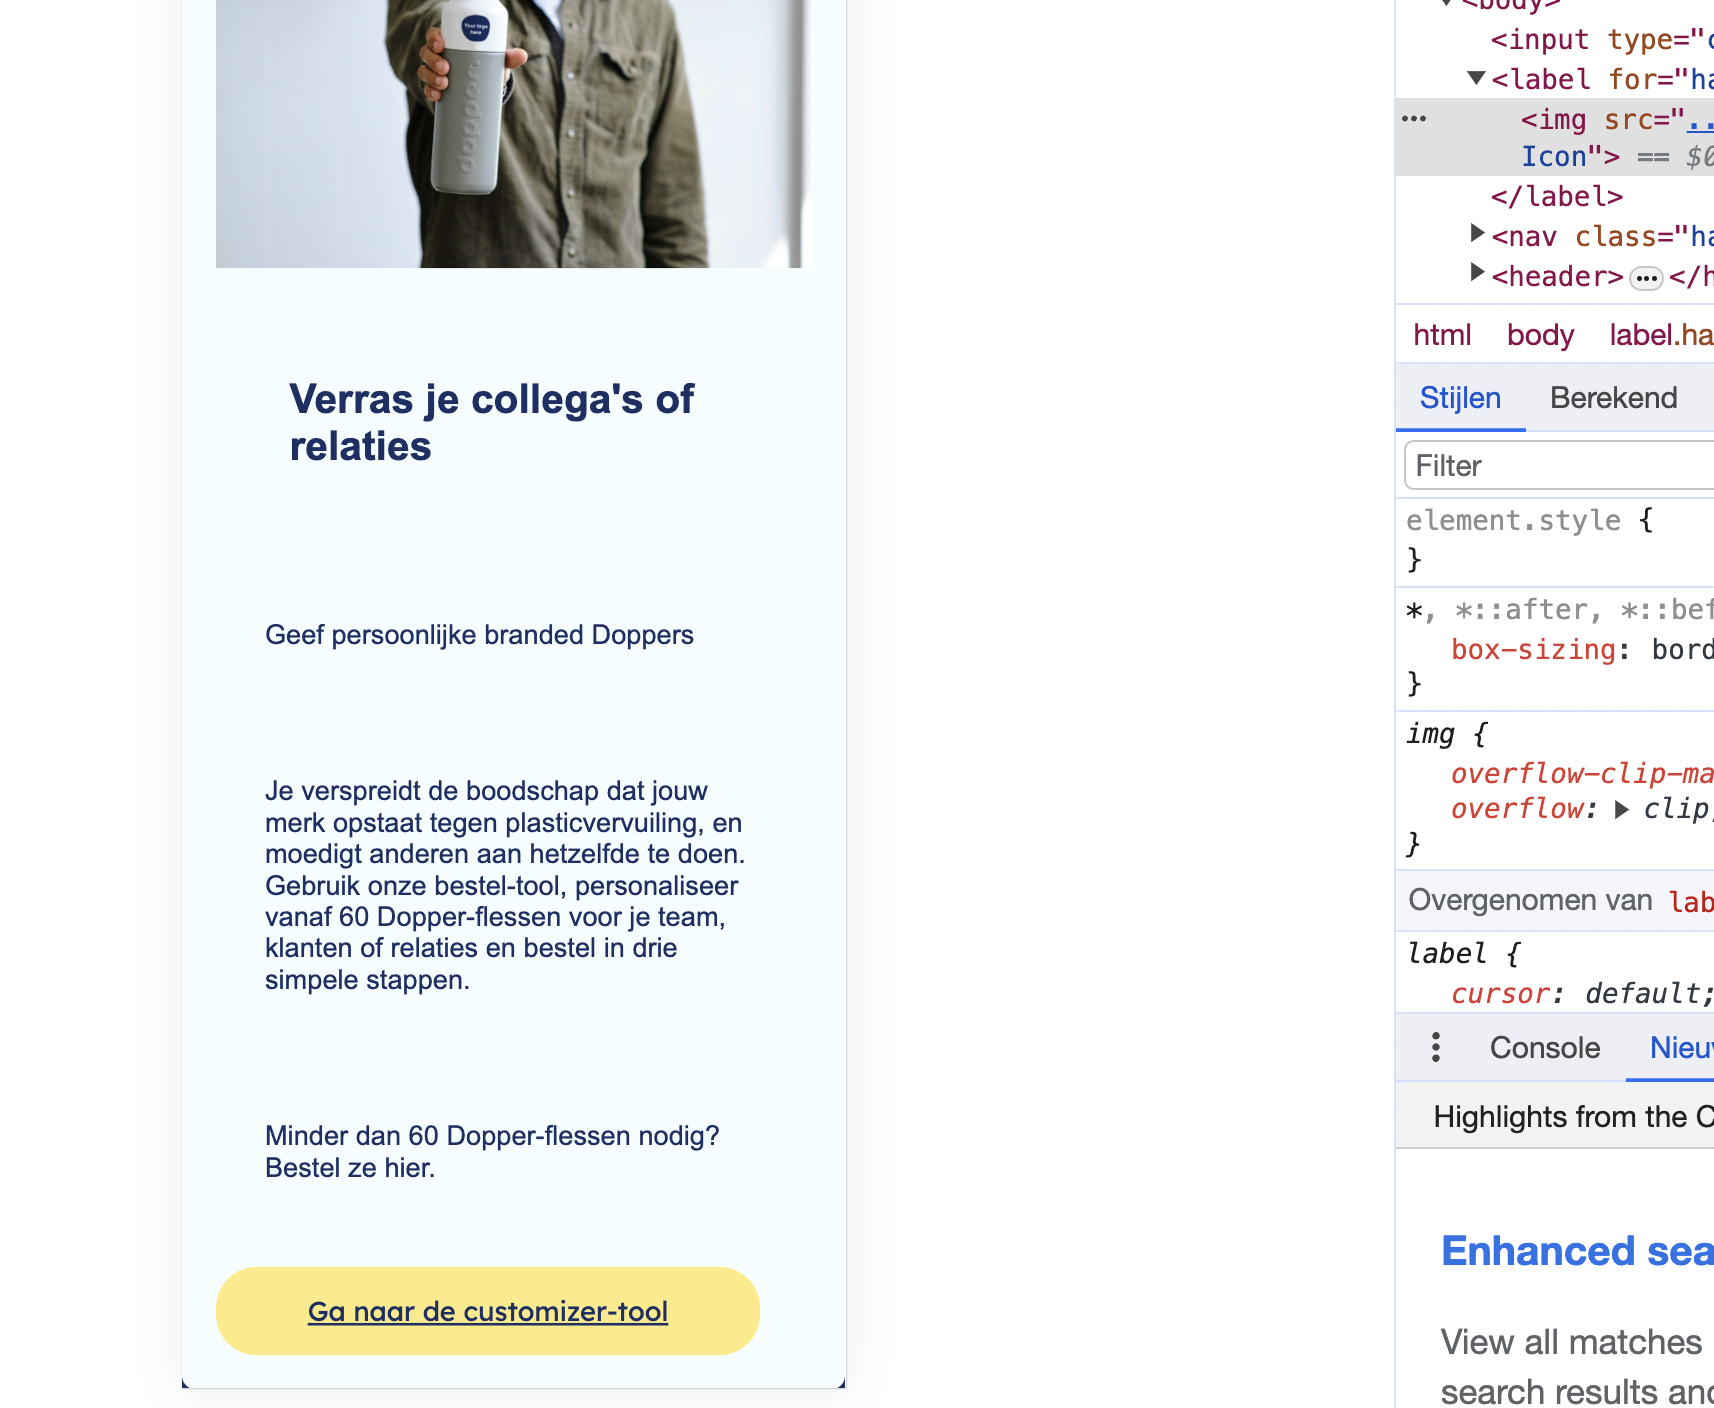 Your logo
here
dopper
Verras je collega's of
relaties
Geef persoonlijke branded Doppers
Je verspreidt de boodschap dat jouw
merk opstaat tegen plasticvervuiling, en
moedigt anderen aan hetzelfde te doen.
Gebruik onze bestel-tool, personaliseer
vanaf 60 Dopper-flessen voor je team,
klanten of relaties en bestel in drie
simpele stappen.
Minder dan 60 Dopper-flessen nodig?
Bestel ze hier.
Ga naar de customizer-tool
<body>
<input type="c
<label for="ha
<img src="..
Icon"> == $0
</label>
<nav class="ha
<header> … </h
html body label.ha
Stijlen Berekend
Filter
element.style {
}
*, *::after, *::bef
box-sizing: bord
}
img {
overflow-clip-ma
overflow: clip
}
Overgenomen van lab
label {
cursor: default;
Console Nieuw
Highlights from the C
Enhanced sea
View all matches
search results and